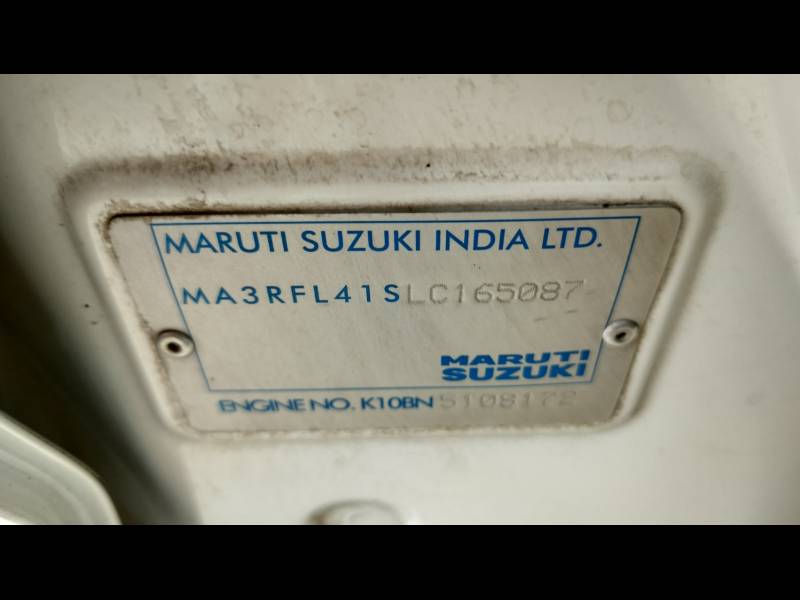 MARUTI SUZUKI INDIA LTD.
MA3RFL41SLC165087
MARUTI
SUZUKI
ENGINE NO. K10BN5108172